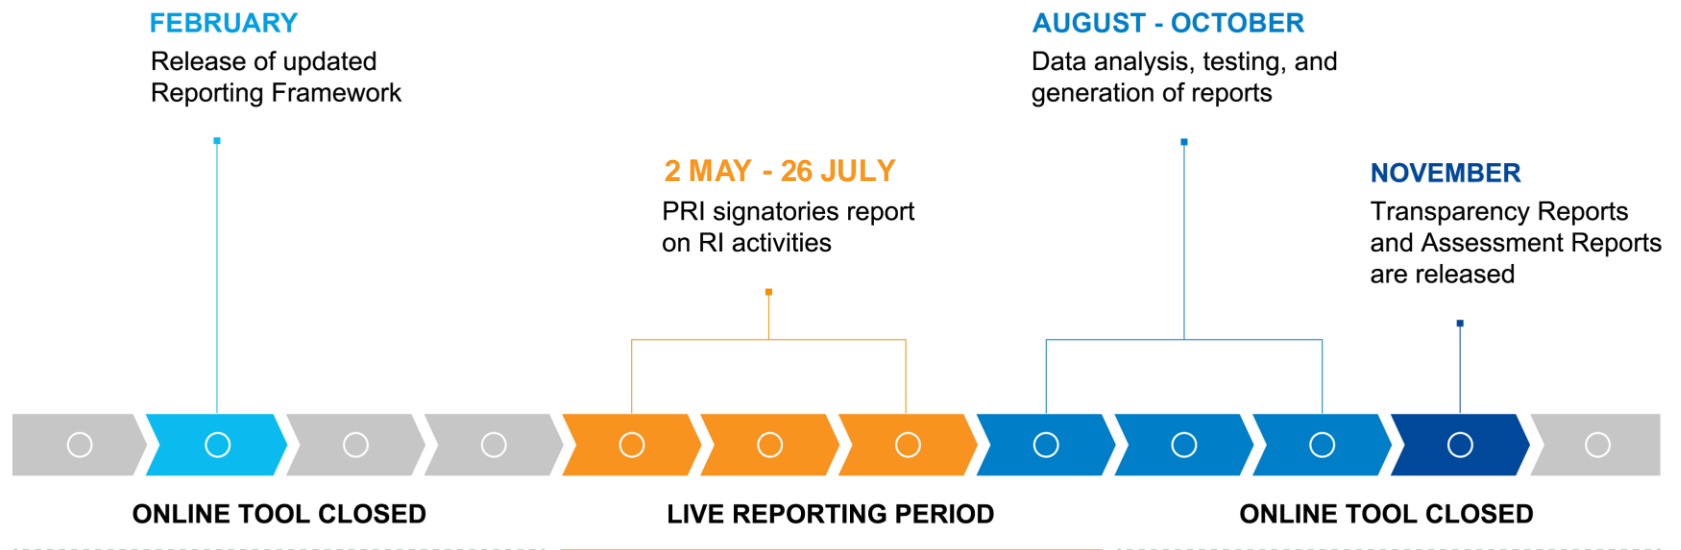 FEBRUARY
Release of updated
Reporting Framework
2 MAY - 26 JULY
PRI signatories report
on RI activities
AUGUST - OCTOBER
Data analysis, testing, and
generation of reports
NOVEMBER
Transparency Reports
and Assessment Reports
are released
ONLINE TOOL CLOSED
LIVE REPORTING PERIOD
ONLINE TOOL CLOSED